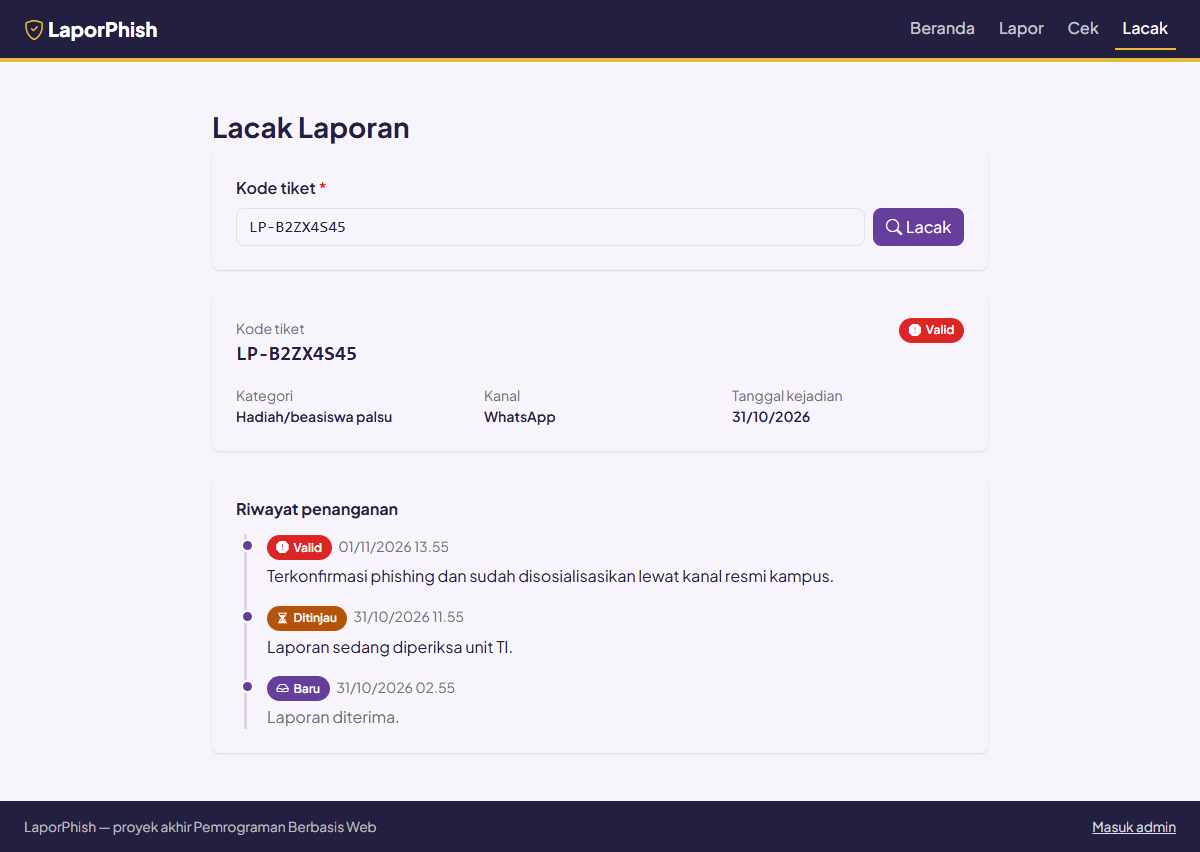 LaporPhish
Beranda Lapor Cek Lacak
Lacak Laporan
Kode tiket *
LP-B2ZX4S45
Lacak
Kode tiket
Valid
LP-B2ZX4S45
Kategori Kanal Tanggal kejadian
Hadiah/beasiswa palsu WhatsApp 31/10/2026
Riwayat penanganan
Valid 01/11/2026 13.55
Terkonfirmasi phishing dan sudah disosialisasikan lewat kanal resmi kampus.
Ditinjau 31/10/2026 11.55
Laporan sedang diperiksa unit TI.
Baru 31/10/2026 02.55
Laporan diterima.
LaporPhish — proyek akhir Pemrograman Berbasis Web
Masuk admin